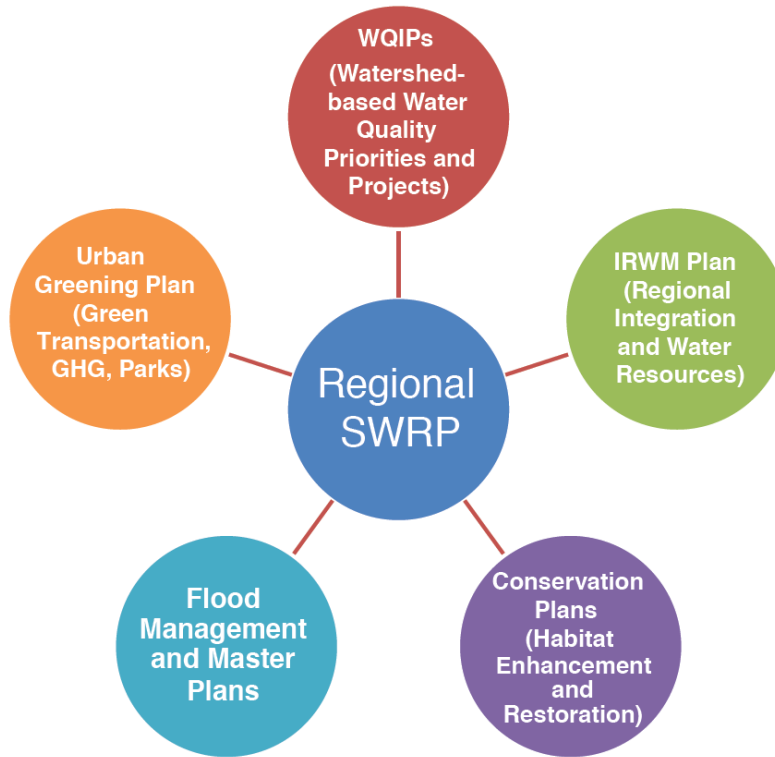 WQIPs
(Watershed-
based Water
Quality
Priorities and
Projects)
Urban
Greening Plan
(Green
Transportation,
GHG, Parks)
IRWM Plan
(Regional
Integration
and Water
Resources)
Regional
SWRP
Flood
Management
and Master
Plans
Conservation
Plans
(Habitat
Enhancement
and
Restoration)